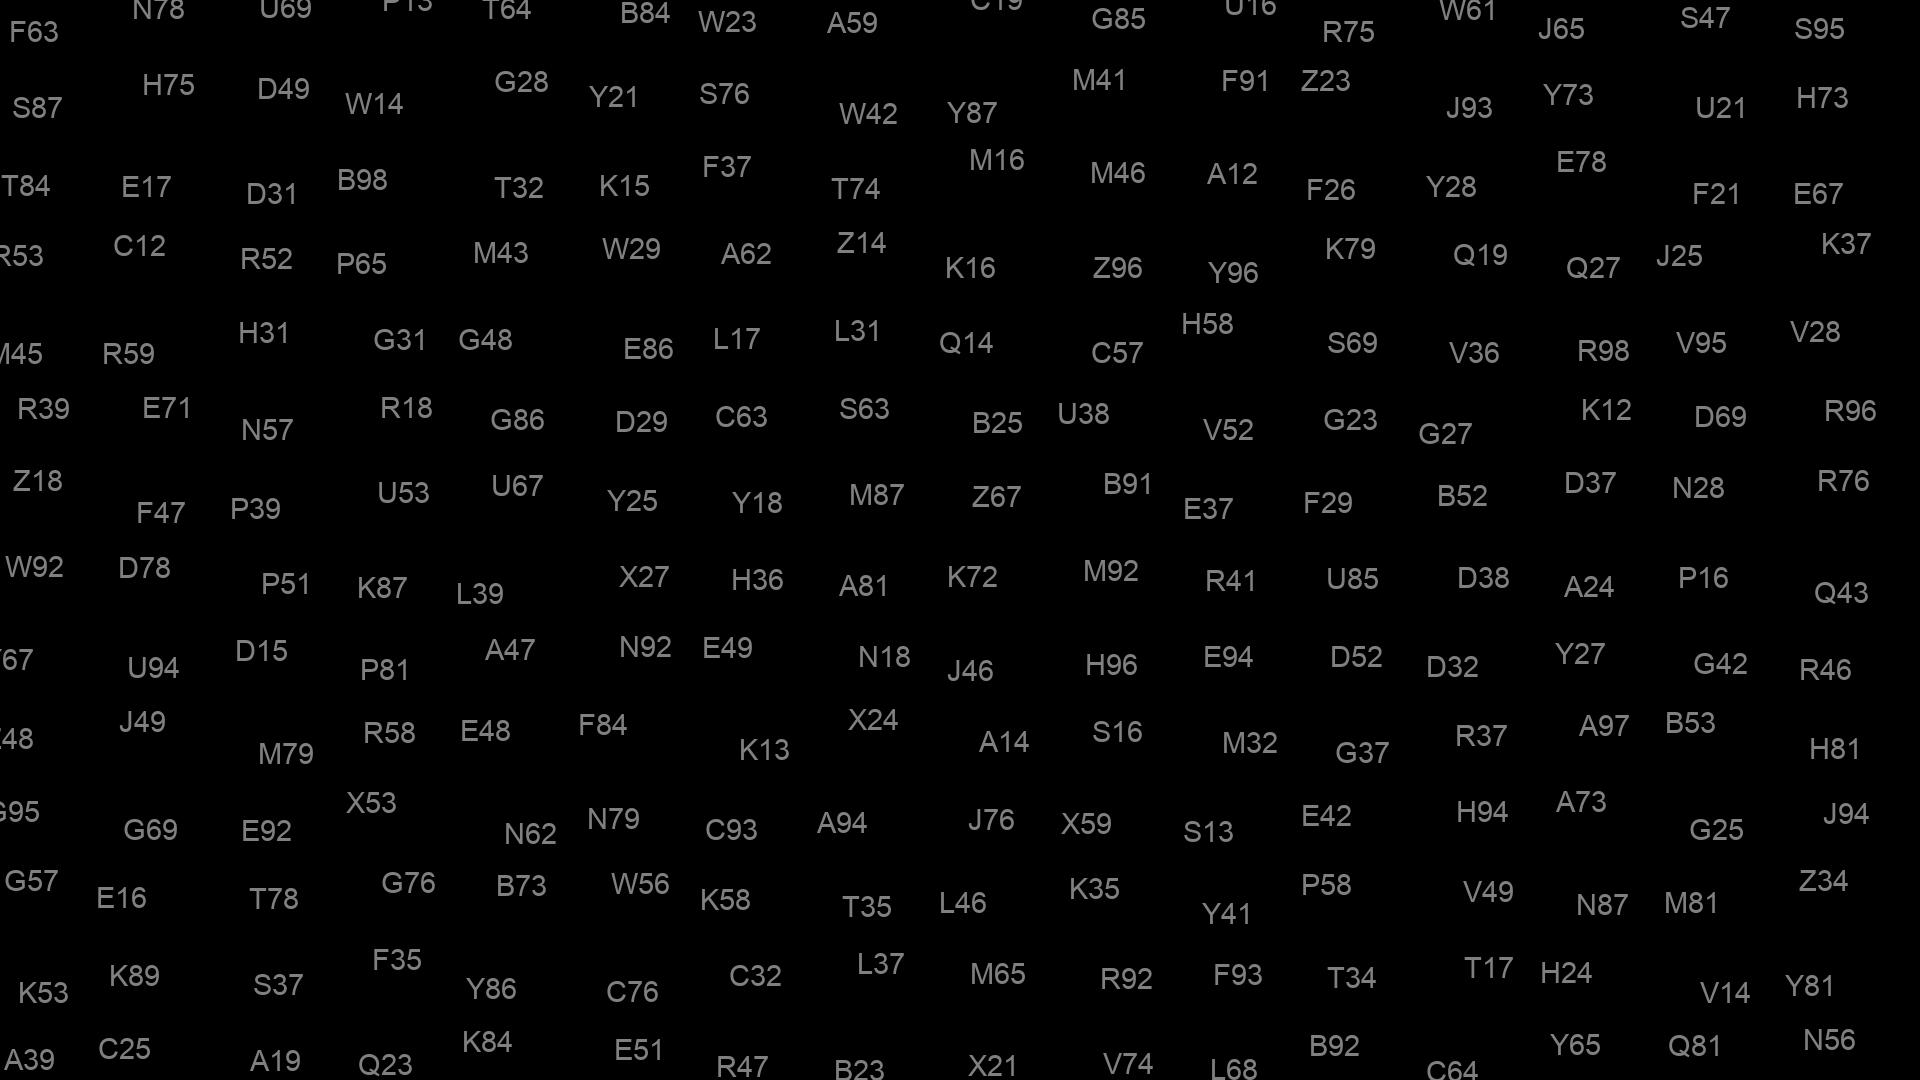 F63 N78 U69 P13 T64 B84 W23 A59 C19 G85 U16 R75 W61 J65 S47 S95
S87 H75 D49 W14 G28 Y21 S76 W42 Y87 M41 F91 Z23 J93 Y73 U21 H73
T84 E17 D31 B98 T32 K15 F37 T74 M16 M46 A12 F26 Y28 E78 F21 E67
R53 C12 R52 P65 M43 W29 A62 Z14 K16 Z96 Y96 K79 Q19 Q27 J25 K37
M45 R59 H31 G31 G48 E86 L17 L31 Q14 C57 H58 S69 V36 R98 V95 V28
R39 E71 N57 R18 G86 D29 C63 S63 B25 U38 V52 G23 G27 K12 D69 R96
Z18 F47 P39 U53 U67 Y25 Y18 M87 Z67 B91 E37 F29 B52 D37 N28 R76
W92 D78 P51 K87 L39 X27 H36 A81 K72 M92 R41 U85 D38 A24 P16 Q43
U94 D15 P81 A47 N92 E49 N18 J46 H96 E94 D52 D32 Y27 G42 R46
J49 M79 R58 E48 F84 K13 X24 A14 S16 M32 G37 R37 A97 B53 H81
G95 G69 E92 X53 N62 N79 C93 A94 J76 X59 S13 E42 H94 A73 G25 J94
G57 E16 T78 G76 B73 W56 K58 T35 L46 K35 Y41 P58 V49 N87 M81 Z34
K53 K89 S37 F35 Y86 C76 C32 L37 M65 R92 F93 T34 T17 H24 V14 Y81
A39 C25 A19 Q23 K84 E51 R47 B23 X21 V74 L68 B92 C64 Y65 Q81 N56